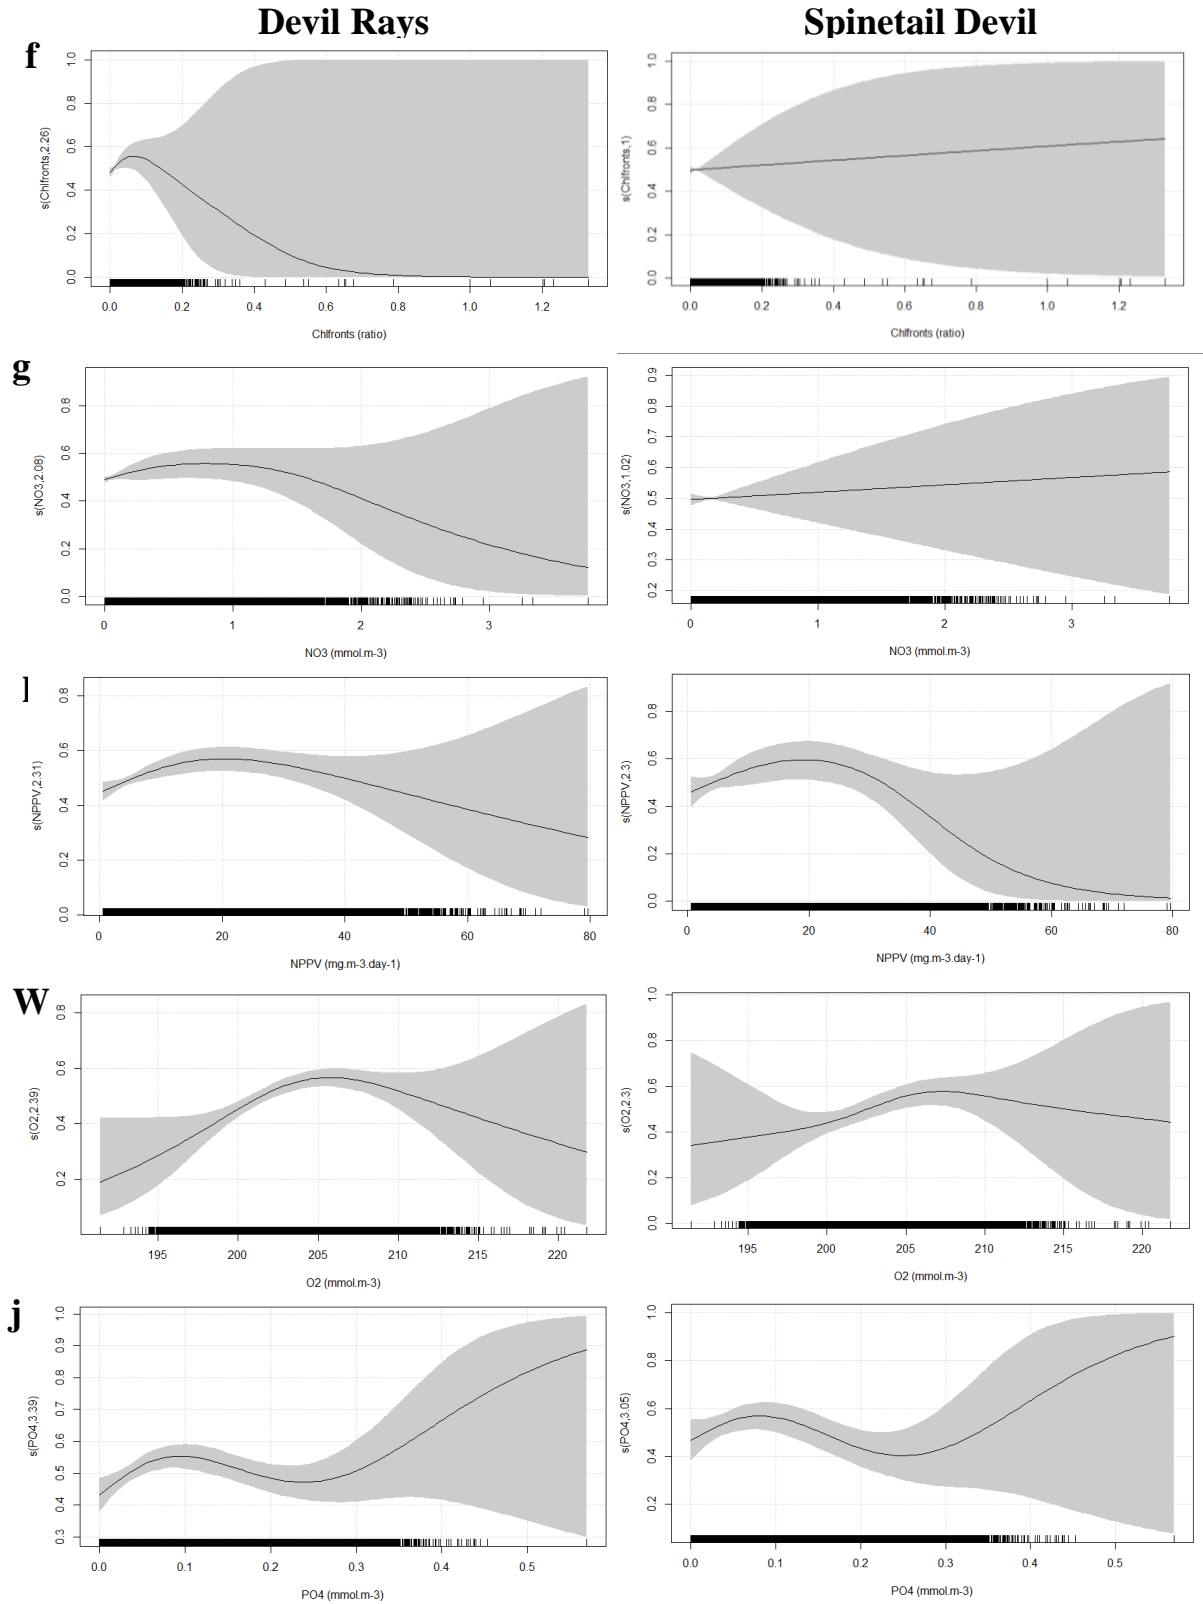 Devil Rays Spinetail Devil
f
s(Chlfronts,2.26)
0.0 0.2 0.4 0.6 0.8 1.0
0.0 0.2 0.4 0.6 0.8 1.0 1.2
Chlfronts (ratio)
s(Chlfronts,1)
0.0 0.2 0.4 0.6 0.8 1.0
0.0 0.2 0.4 0.6 0.8 1.0 1.2
Chlfronts (ratio)
g
s(NO3,2.08)
0.0 0.2 0.4 0.6 0.8
0 1 2 3
NO3 (mmol.m-3)
s(NO3,1.02)
0.2 0.3 0.4 0.5 0.6 0.7 0.8 0.9
0 1 2 3
NO3 (mmol.m-3)
s(NPPV,2.31)
0.0 0.2 0.4 0.6 0.8
0 20 40 60 80
NPPV (mg.m-3.day-1)
s(NPPV,2.3)
0.0 0.2 0.4 0.6 0.8
0 20 40 60 80
NPPV (mg.m-3.day-1)
W
s(O2,2.39)
0.2 0.4 0.6 0.8
195 200 205 210 215 220
O2 (mmol.m-3)
s(O2,2.3)
0.0 0.2 0.4 0.6 0.8 1.0
195 200 205 210 215 220
O2 (mmol.m-3)
j
s(PO4,3.39)
0.3 0.4 0.5 0.6 0.7 0.8 0.9 1.0
0.0 0.1 0.2 0.3 0.4 0.5
PO4 (mmol.m-3)
s(PO4,3.05)
0.2 0.4 0.6 0.8 1.0
0.0 0.1 0.2 0.3 0.4 0.5
PO4 (mmol.m-3)